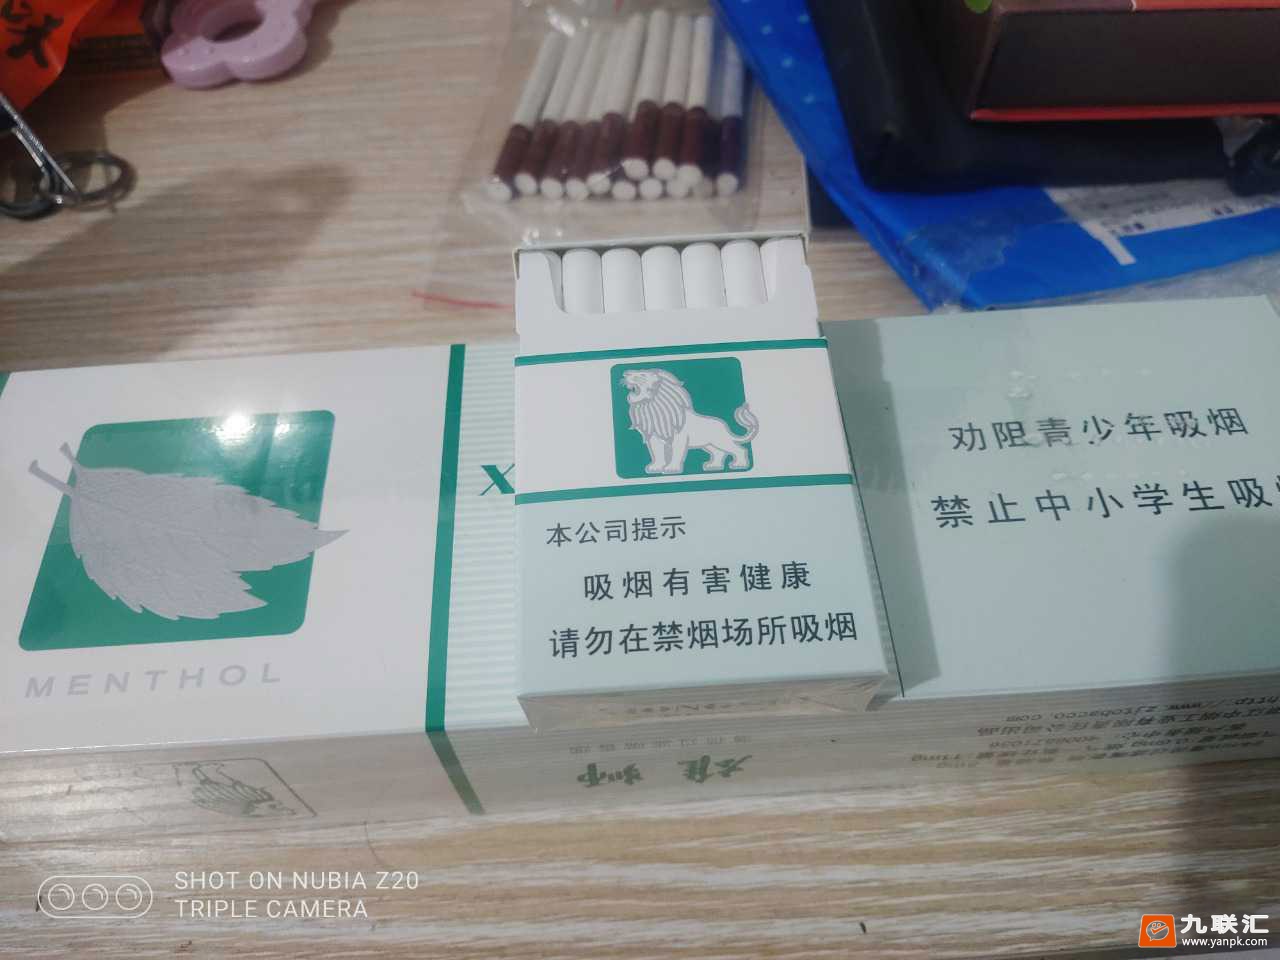 MENTHOL
X
本公司提示
吸烟有害健康
请勿在禁烟场所吸烟
劝阻青少年吸烟
禁止中小学生吸
雄狮
SHOT ON NUBIA Z20
TRIPLE CAMERA
九联汇
www.yanpk.com